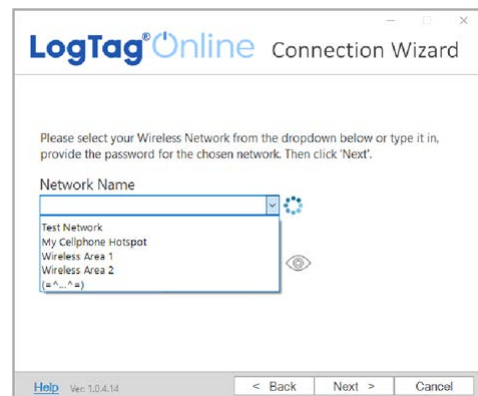 LogTag® Online Connection Wizard
Please select your Wireless Network from the dropdown below or type it in,
provide the password for the chosen network. Then click 'Next'.
Network Name
Test Network
My Cellphone Hotspot
Wireless Area 1
Wireless Area 2
(=^...^=)
Help Ver: 1.0.4.14 < Back Next > Cancel